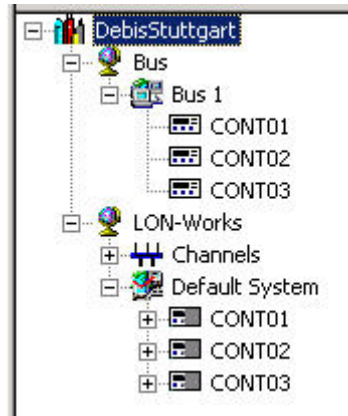 DebisStuttgart
Bus
Bus 1
CONT01
CONT02
CONT03
LON-Works
Channels
Default System
CONT01
CONT02
CONT03